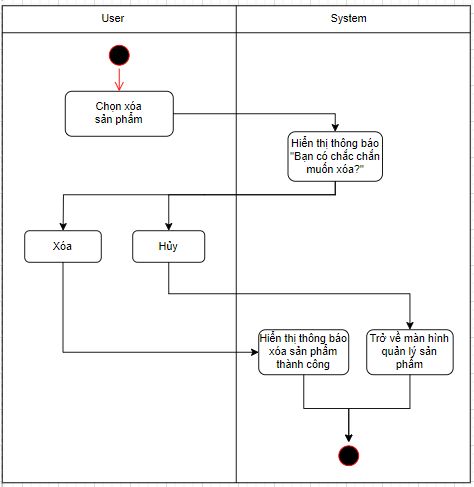 User
System
Chọn xóa
sản phẩm
Hiển thị thông báo
"Bạn có chắc chắn
muốn xóa?"
Xóa
Hủy
Hiển thị thông báo
xóa sản phẩm
thành công
Trở về màn hình
quản lý sản
phẩm